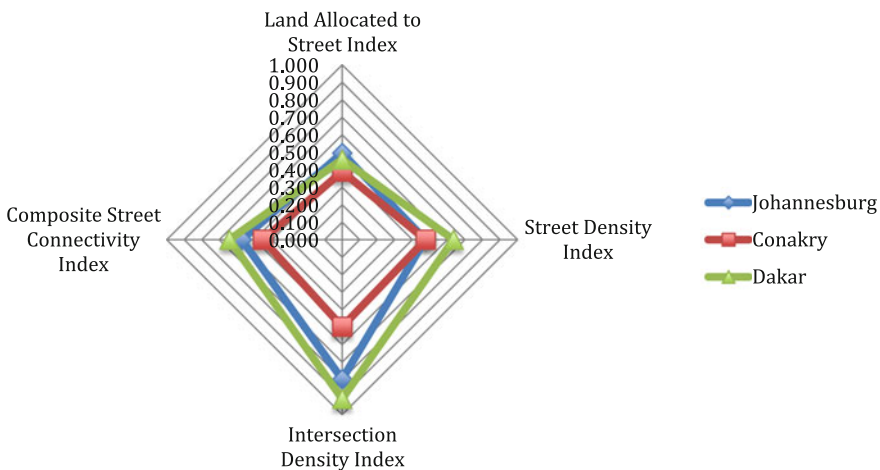 Land Allocated to
Street Index
1.000
0.900
0.800
0.700
0.600
0.500
0.400
0.300
0.200
0.100
0.000
Composite Street
Connectivity
Index
Street Density
Index
Intersection
Density Index
Johannesburg
Conakry
Dakar